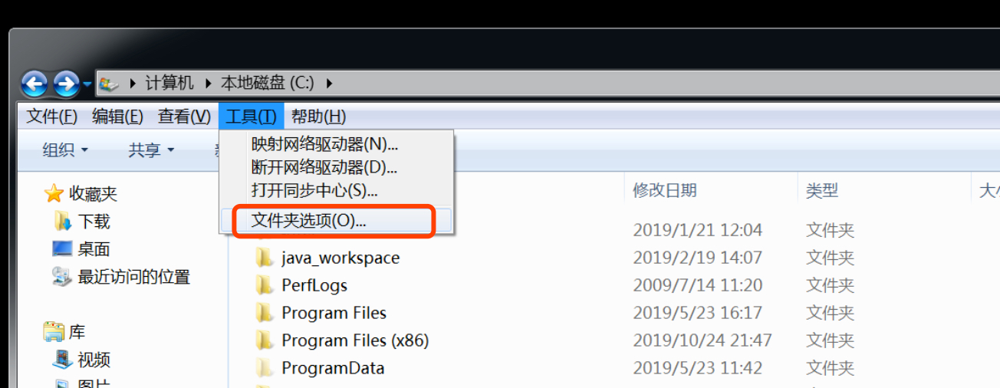 计算机 本地磁盘 (C:)
文件(F) 编辑(E) 查看(V) 工具(T) 帮助(H)
组织 共享
映射网络驱动器(N)...
断开网络驱动器(D)...
打开同步中心(S)...
文件夹选项(O)...
收藏夹 修改日期 类型
下载 2019/1/21 12:04 文件夹
桌面 java_workspace 2019/2/19 14:07 文件夹
最近访问的位置 PerfLogs 2009/7/14 11:20 文件夹
Program Files 2019/5/23 16:17 文件夹
库 Program Files (x86) 2019/10/24 21:47 文件夹
视频 ProgramData 2019/5/23 11:42 文件夹
图片